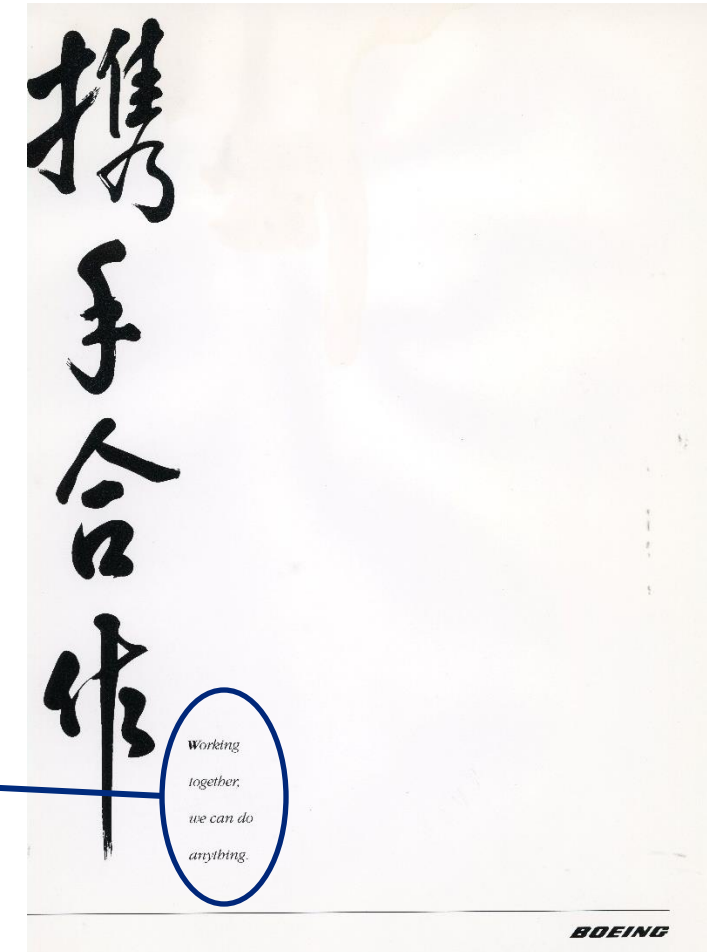 携手合作
Working
together,
we can do
anything.
BOEING